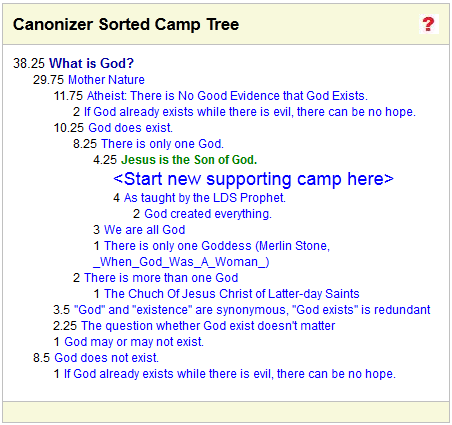 Canonizer Sorted Camp Tree ?
38.25 What is God?
29.75 Mother Nature
11.75 Atheist: There is No Good Evidence that God Exists.
2 If God already exists while there is evil, there can be no hope.
10.25 God does exist.
8.25 There is only one God.
4.25 Jesus is the Son of God.
<Start new supporting camp here>
4 As taught by the LDS Prophet.
2 God created everything.
3 We are all God
1 There is only one Goddess (Merlin Stone,
_When_God_Was_A_Woman_)
2 There is more than one God
1 The Chuch Of Jesus Christ of Latter-day Saints
3.5 "God" and "existence" are synonymous, "God exists" is redundant
2.25 The question whether God exist doesn't matter
1 God may or may not exist.
8.5 God does not exist.
1 If God already exists while there is evil, there can be no hope.